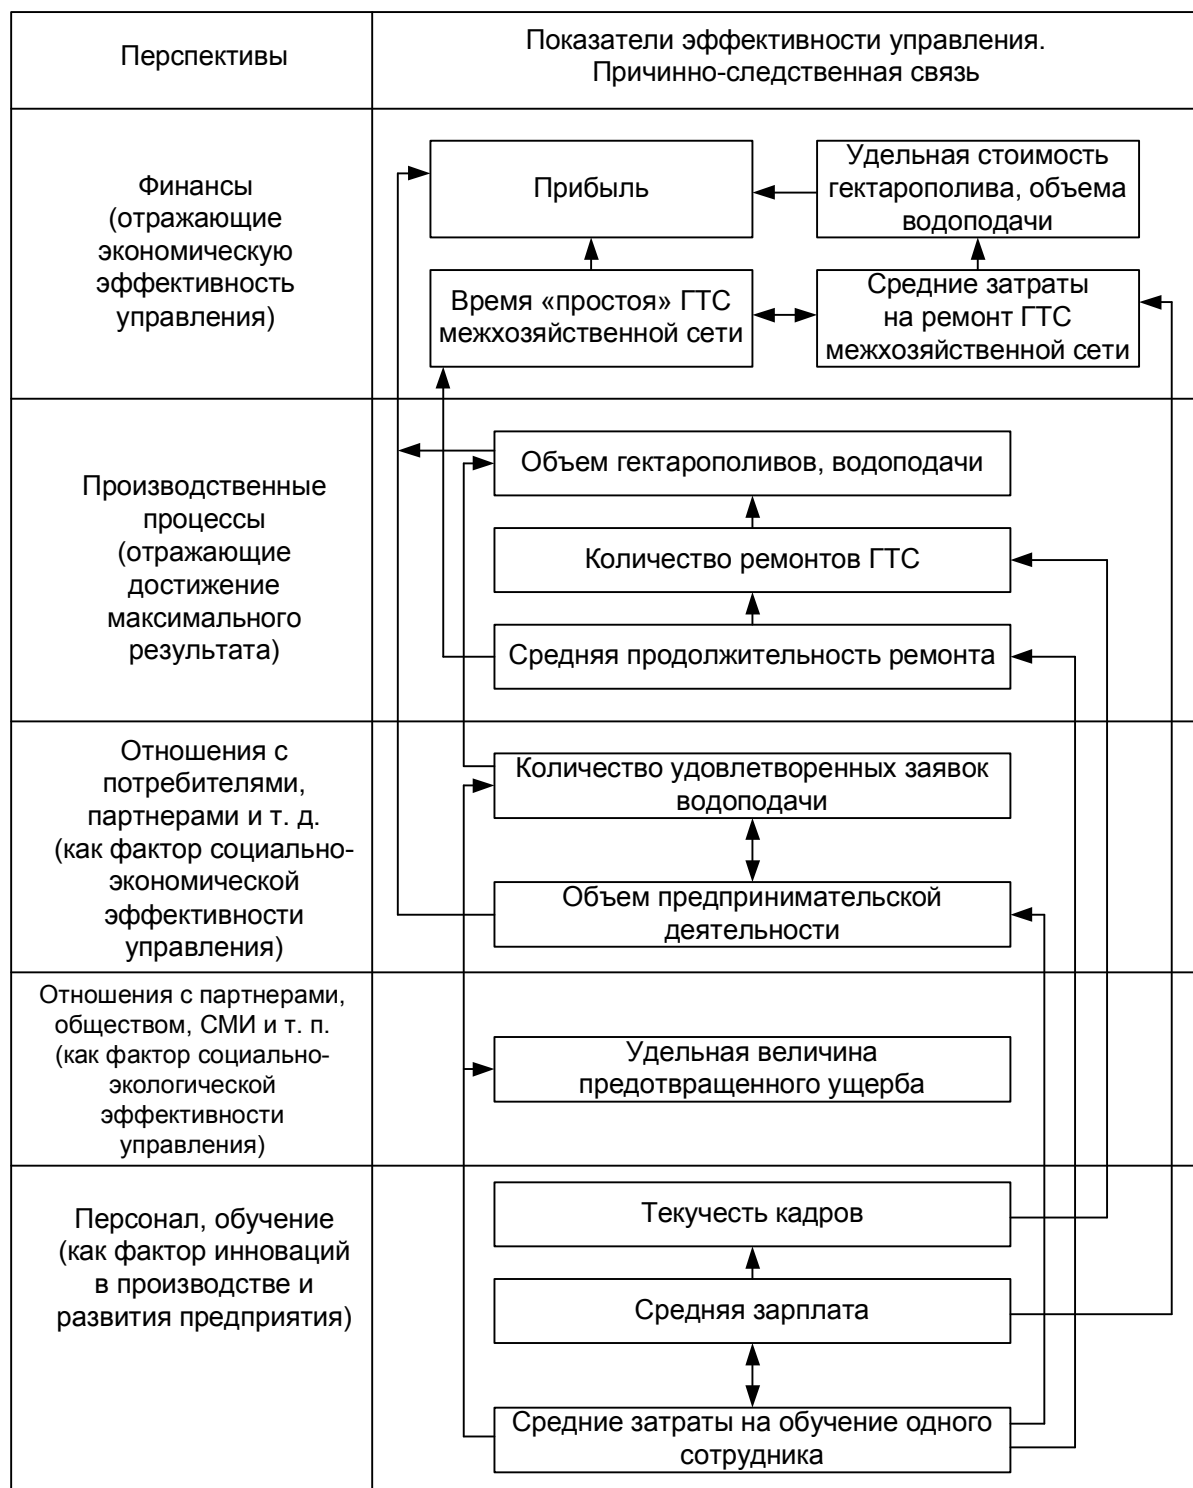 Перспективы
Показатели эффективности управления.
Причинно-следственная связь
Финансы
(отражающие
экономическую
эффективность
управления)
Прибыль
Удельная стоимость
гектарополива, объема
водоподачи
Время «простоя» ГТС
межхозяйственной сети
Средние затраты
на ремонт ГТС
межхозяйственной сети
Производственные
процессы
(отражающие
достижение
максимального
результата)
Объем гектарополивов, водоподачи
Количество ремонтов ГТС
Средняя продолжительность ремонта
Отношения с
потребителями,
партнерами и т. д.
(как фактор социально-
экономической
эффективности
управления)
Количество удовлетворенных заявок
водоподачи
Объем предпринимательской
деятельности
Отношения с партнерами,
обществом, СМИ и т. п.
(как фактор социально-
экологической
эффективности
управления)
Удельная величина
предотвращенного ущерба
Персонал, обучение
(как фактор инноваций
в производстве и
развития предприятия)
Текучесть кадров
Средняя зарплата
Средние затраты на обучение одного
сотрудника